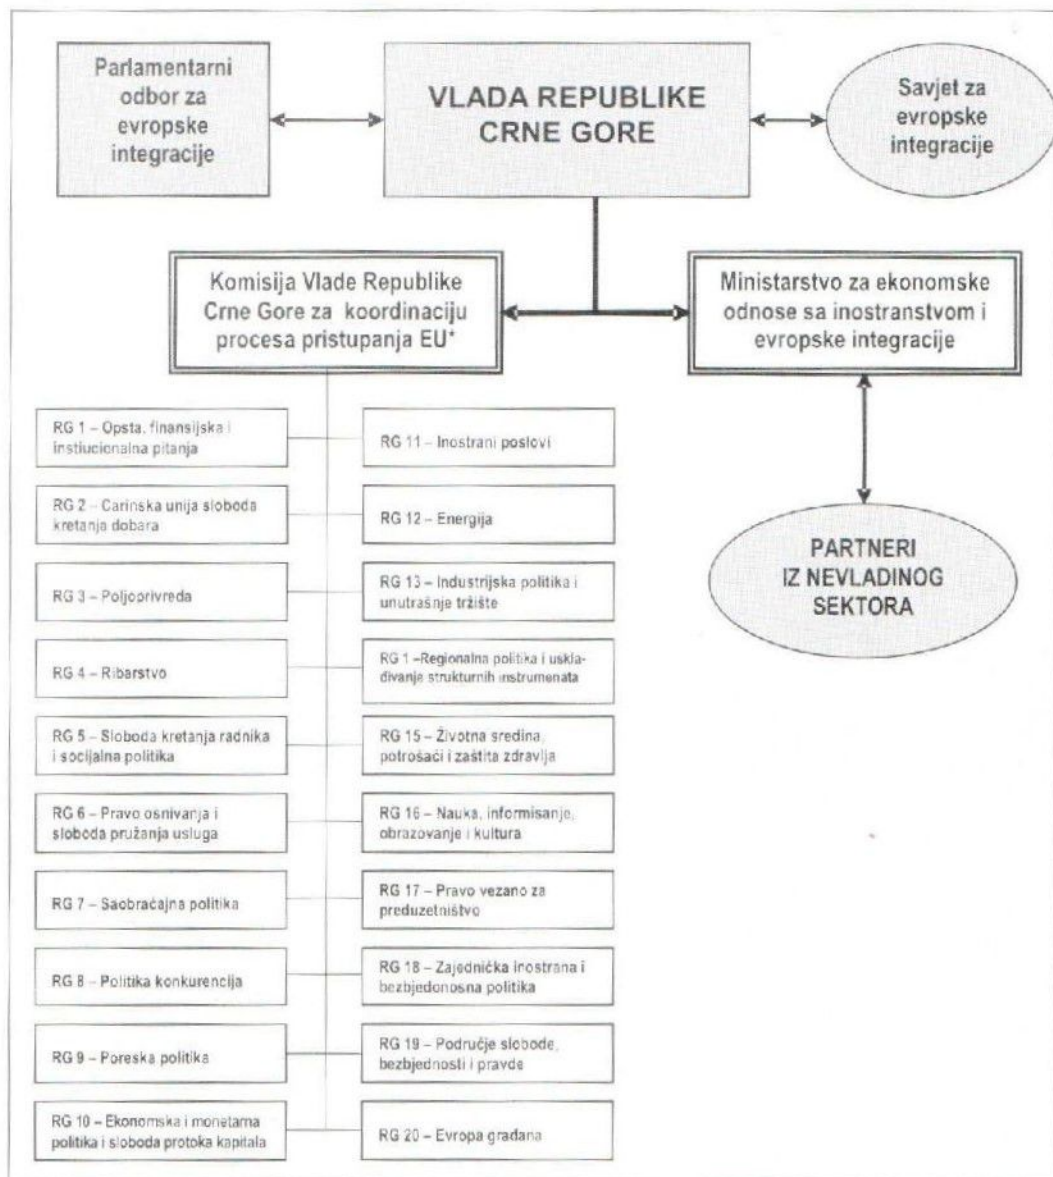 Parlamentarni
odbor za
evropske
integracije
VLADA REPUBLIKE
CRNE GORE
Savjet za
evropske
integracije
Komisija Vlade Republike
Crne Gore za koordinaciju
procesa pristupanja EU*
Ministarstvo za ekonomske
odnose sa inostranstvom i
evropske integracije
RG 1 – Opsta, finansijska i
instiucionalna pitanja
RG 2 – Carinska unija sloboda
kretanja dobara
RG 3 – Poljoprivreda
RG 4 – Ribarstvo
RG 5 – Sloboda kretanja radnika
i socijalna politika
RG 6 – Pravo osnivanja i
sloboda pružanja usluga
RG 7 – Saobraćajna politika
RG 8 – Politika konkurencija
RG 9 – Poreska politika
RG 10 – Ekonomska i monetarna
politika i sloboda protoka kapitala
RG 11 – Inostrani poslovi
RG 12 – Energija
RG 13 – Industrijska politika i
unutrašnje tržište
RG 1 –Regionalna politika i uskla-
đivanje strukturnih instrumenata
RG 15 – Životna sredina,
potrošači i zaštita zdravlja
RG 16 – Nauka, informisanje,
obrazovanje i kultura
RG 17 – Pravo vezano za
preduzetništvo
RG 18 – Zajednička inostrana i
bezbjedonosna politika
RG 19 – Područje slobode,
bezbjednosti i pravde
RG 20 – Evropa građana
PARTNERI
IZ NEVLADINOG
SEKTORA